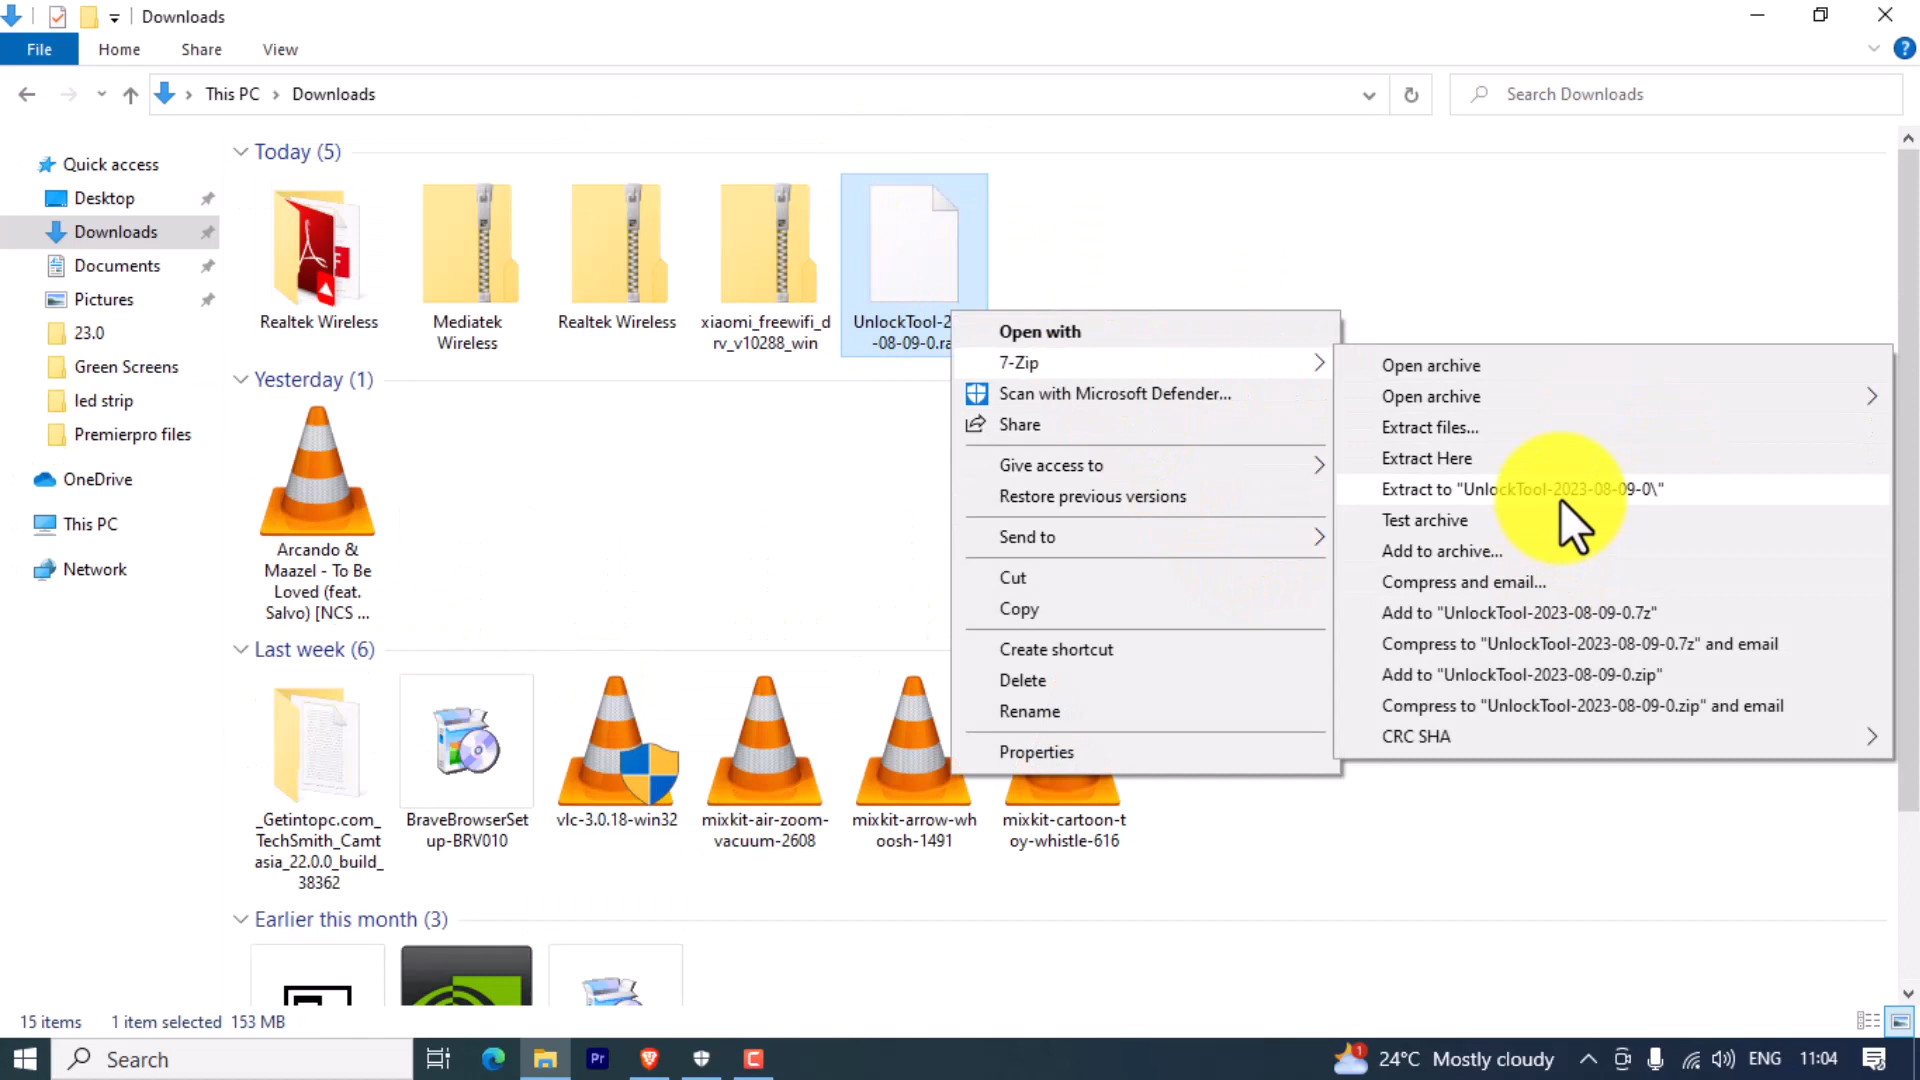 Downloads
File Home Share View
This PC Downloads
Search Downloads
Quick access
Desktop
Downloads
Documents
Pictures
23.0
Green Screens
led strip
Premierpro files
OneDrive
This PC
Network
Today (5)
Realtek Wireless
Mediatek
Wireless
Realtek Wireless
xiaomi_freewifi_d
rv_v10288_win
UnlockTool-2
-08-09-0.ra
Yesterday (1)
Arcando &
Maazel - To Be
Loved (feat.
Salvo) [NCS ...
Last week (6)
_Getintopc.com_
TechSmith_Camt
asia_22.0.0_build_
38362
BraveBrowserSet
up-BRV010
vlc-3.0.18-win32
mixkit-air-zoom-
vacuum-2608
mixkit-arrow-wh
oosh-1491
mixkit-cartoon-t
oy-whistle-616
Earlier this month (3)
Open with
7-Zip
Scan with Microsoft Defender...
Share
Give access to
Restore previous versions
Send to
Cut
Copy
Create shortcut
Delete
Rename
Properties
Open archive
Open archive
Extract files...
Extract Here
Extract to "UnlockTool-2023-08-09-0\"
Test archive
Add to archive...
Compress and email...
Add to "UnlockTool-2023-08-09-0.7z"
Compress to "UnlockTool-2023-08-09-0.7z" and email
Add to "UnlockTool-2023-08-09-0.zip"
Compress to "UnlockTool-2023-08-09-0.zip" and email
CRC SHA
15 items 1 item selected 153 MB
Search
Pr
C
1
24°C Mostly cloudy
ENG
11:04